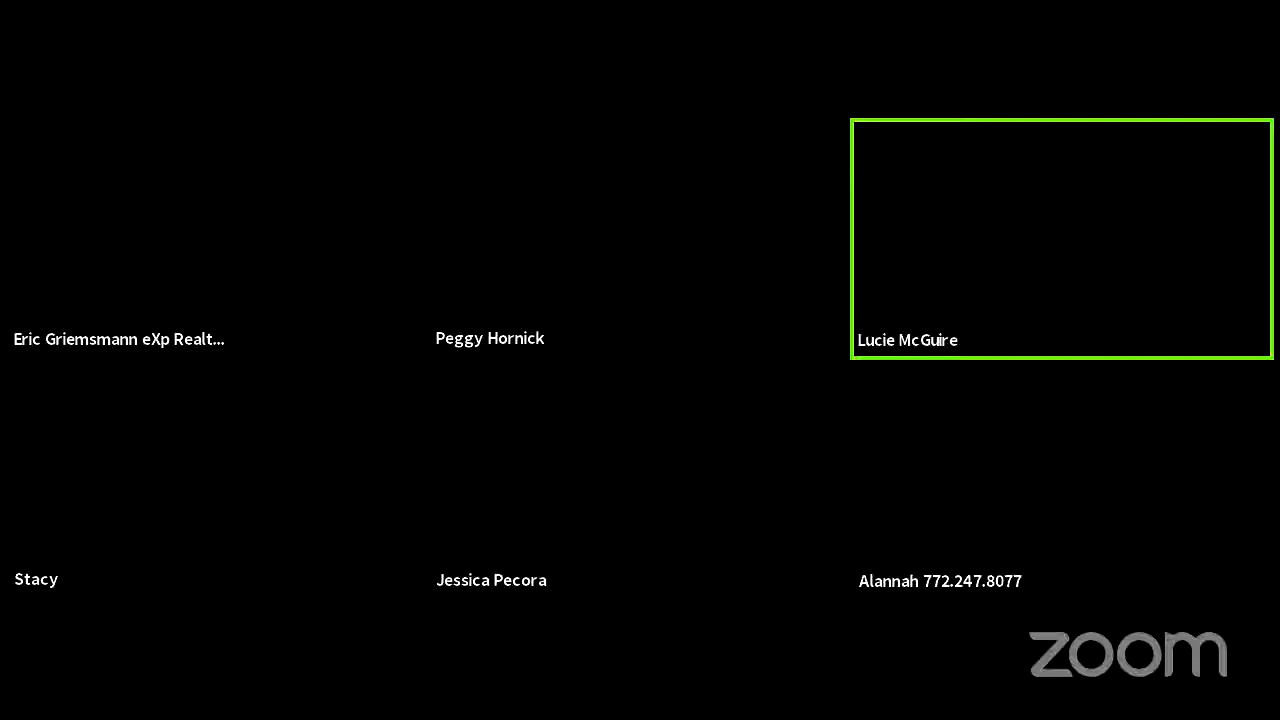 Eric Griemsmann eXp Realt...
Peggy Hornick
Lucie McGuire
Stacy
Jessica Pecora
Alannah 772.247.8077
zoom